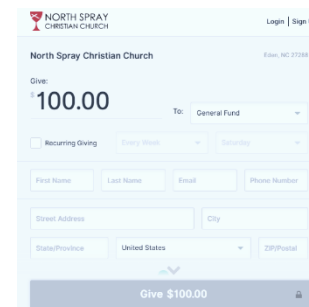 NORTH SPRAY
CHRISTIAN CHURCH
Login | Sign
North Spray Christian Church
Eden, NC 27288
Give:
$100.00
To: General Fund
Recurring Giving Every Week Saturday
First Name Last Name Email Phone Number
Street Address City
State/Province United States ZIP/Postal
Give $100.00